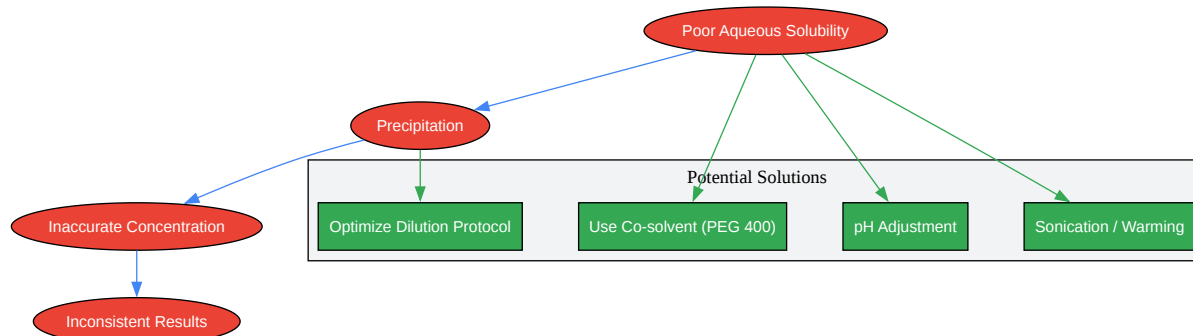 Poor Aqueous Solubility
Precipitation
Potential Solutions
Optimize Dilution Protocol
Use Co-solvent (PEG 400)
pH Adjustment
Sonication / Warming
Inaccurate Concentration
Inconsistent Results